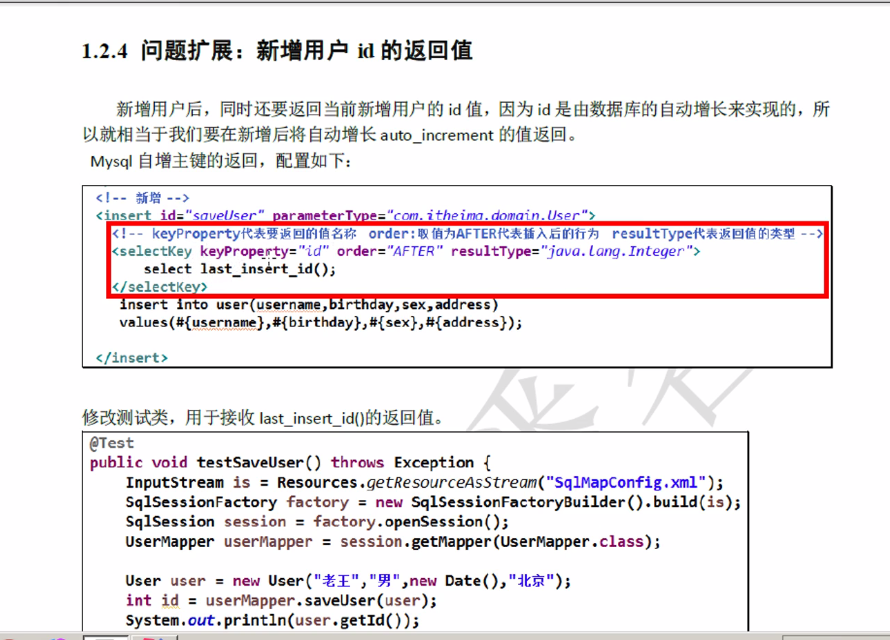 1.2.4 问题扩展：新增用户 id 的返回值
新增用户后，同时还要返回当前新增用户的 id 值，因为 id 是由数据库的自动增长来实现的，所
以就相当于我们要在新增后将自动增长 auto_increment 的值返回。
Mysql 自增主键的返回，配置如下：
<!-- 新增 -->
<insert id="saveUser" parameterType="com.itheima.domain.User">
<!-- keyProperty代表要返回的值名称 order:取值为AFTER代表插入后的行为 resultType代表返回值的类型 -->
<selectKey keyProperty="id" order="AFTER" resultType="java.lang.Integer">
select last_insert_id();
</selectKey>
insert into user(username,birthday,sex,address)
values(#{username},#{birthday},#{sex},#{address});
</insert>
修改测试类，用于接收 last_insert_id()的返回值。
@Test
public void testSaveUser() throws Exception {
InputStream is = Resources.getResourceAsStream("SqlMapConfig.xml");
SqlSessionFactory factory = new SqlSessionFactoryBuilder().build(is);
SqlSession session = factory.openSession();
UserMapper userMapper = session.getMapper(UserMapper.class);
User user = new User("老王","男",new Date(),"北京");
int id = userMapper.saveUser(user);
System.out.println(user.getId());